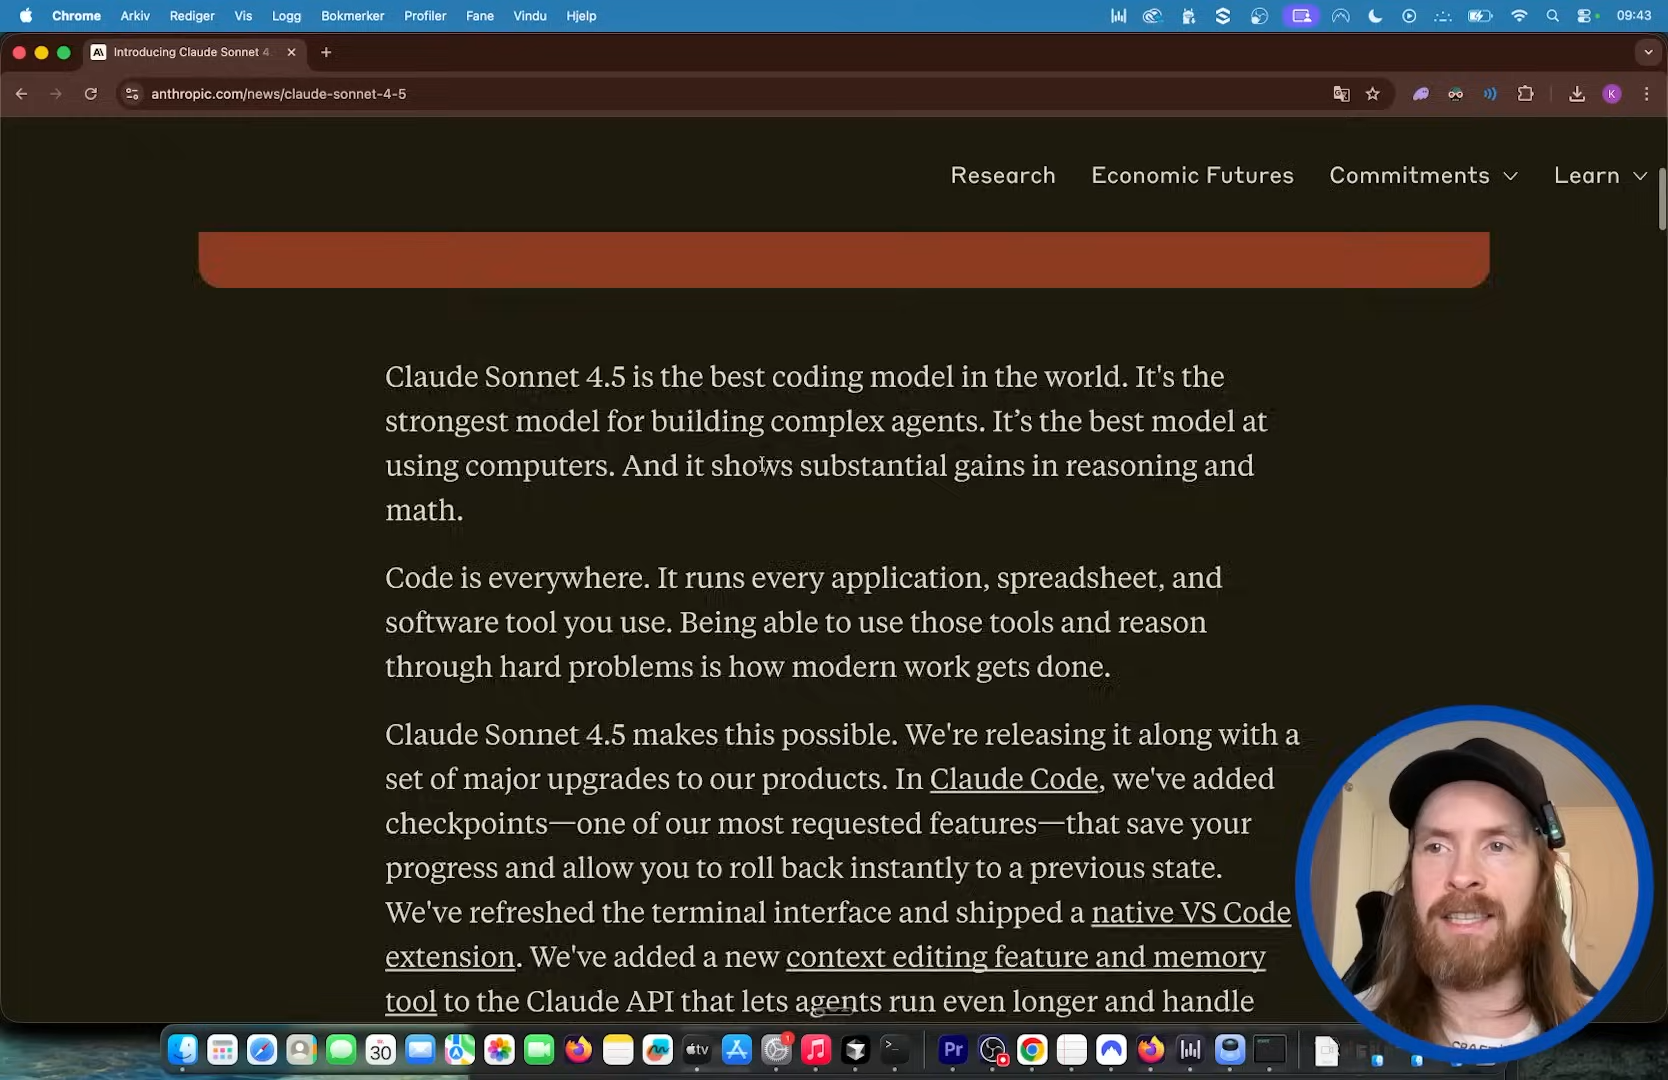 Chrome Arkiv Rediger Vis Logg Bokmerker Profiler Fane Vindu Hjelp 09:43
Introducing Claude Sonnet 4
anthropic.com/news/claude-sonnet-4-5 K
Research Economic Futures Commitments Learn
Claude Sonnet 4.5 is the best coding model in the world. It's the
strongest model for building complex agents. It’s the best model at
using computers. And it shows substantial gains in reasoning and
math.
Code is everywhere. It runs every application, spreadsheet, and
software tool you use. Being able to use those tools and reason
through hard problems is how modern work gets done.
Claude Sonnet 4.5 makes this possible. We're releasing it along with a
set of major upgrades to our products. In Claude Code, we've added
checkpoints—one of our most requested features—that save your
progress and allow you to roll back instantly to a previous state.
We've refreshed the terminal interface and shipped a native VS Code
extension. We've added a new context editing feature and memory
tool to the Claude API that lets agents run even longer and handle
30 tv 1 Pr